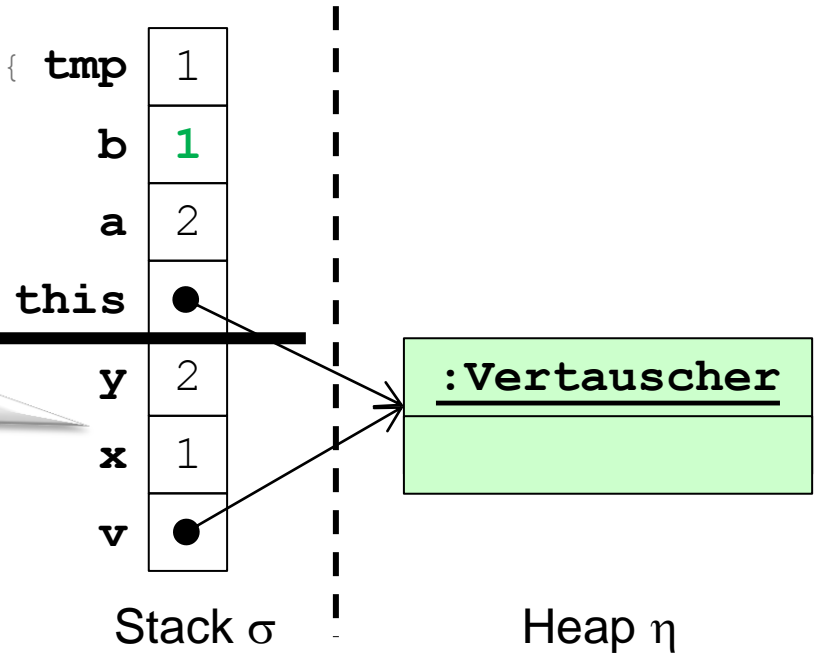 { tmp 1
b 1
a 2
this
y 2
:Vertauscher
x 1
v
Stack σ
Heap η